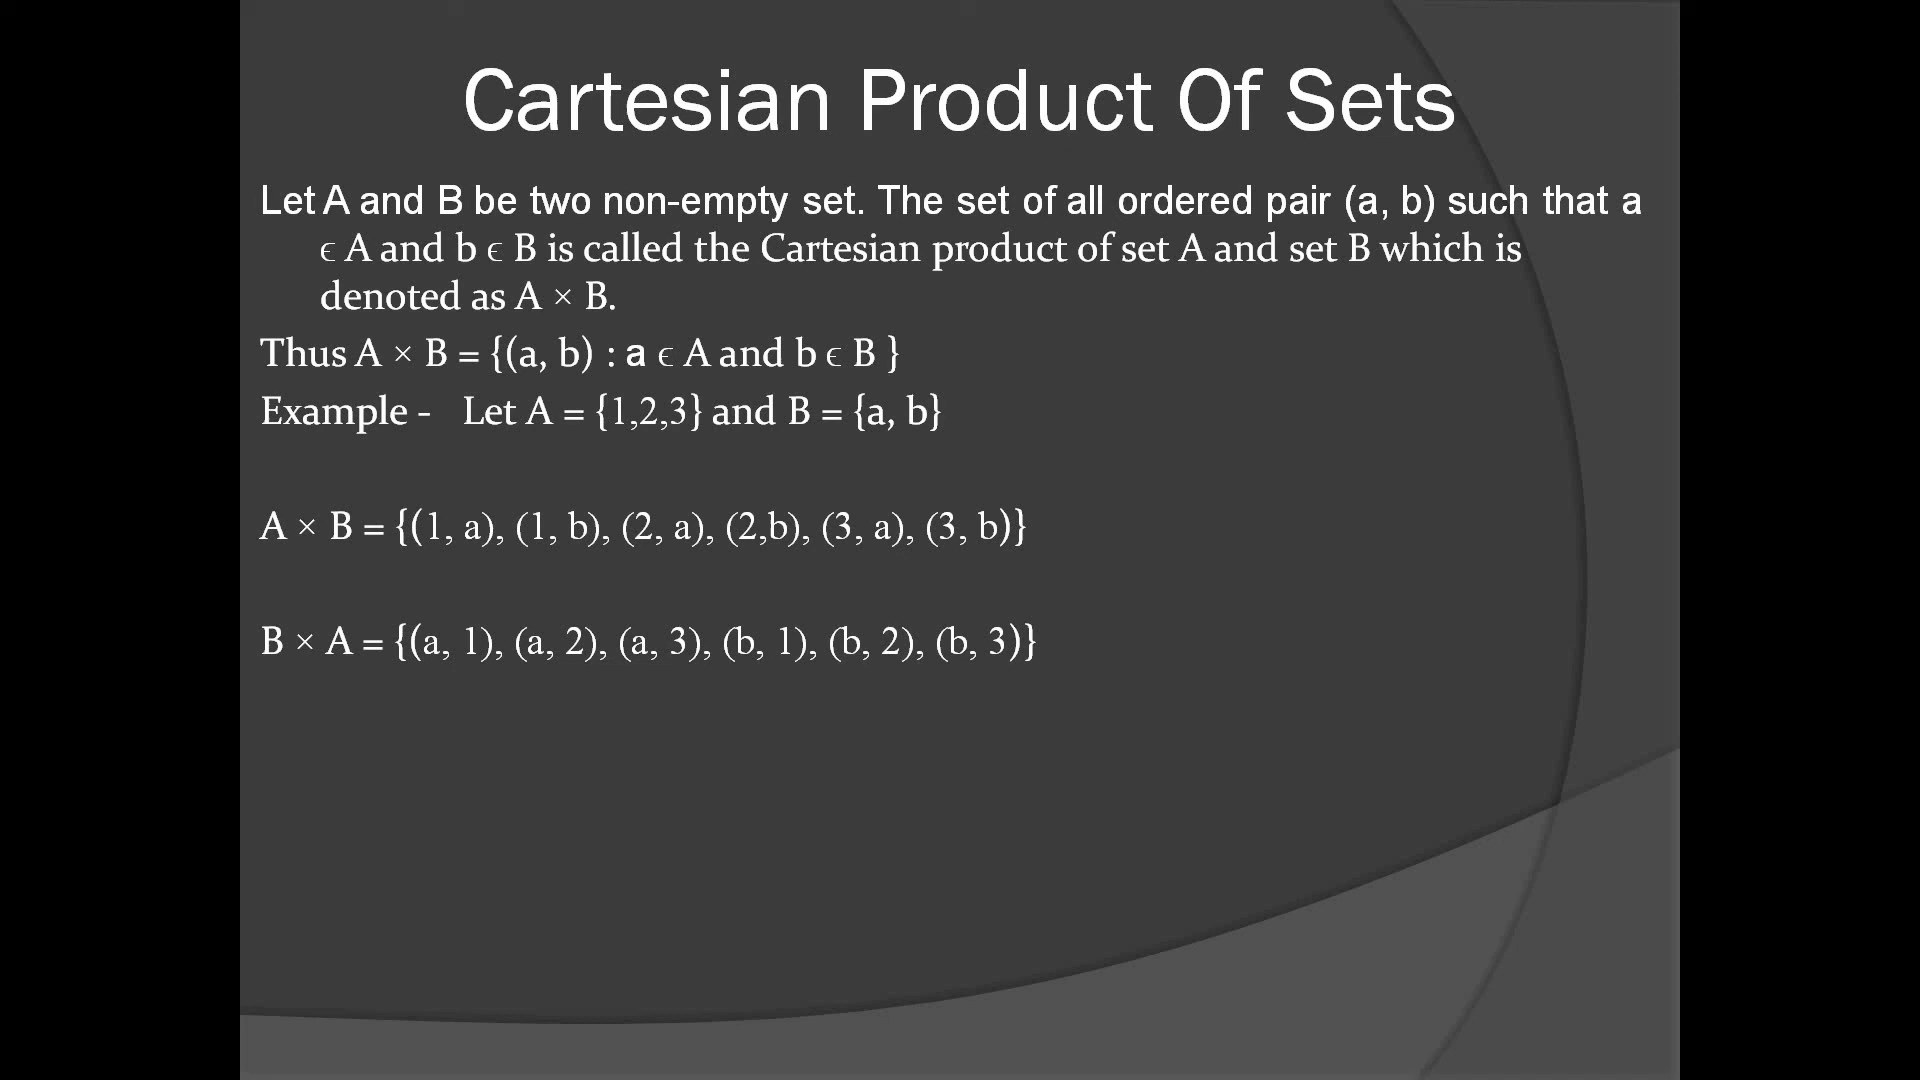 Cartesian Product Of Sets
Let A and B be two non-empty set. The set of all ordered pair (a, b) such that a
ϵ A and b ϵ B is called the Cartesian product of set A and set B which is
denoted as A × B.
Thus A × B = {(a, b) : a ϵ A and b ϵ B }
Example - Let A = {1,2,3} and B = {a, b}
A × B = {(1, a), (1, b), (2, a), (2,b), (3, a), (3, b)}
B × A = {(a, 1), (a, 2), (a, 3), (b, 1), (b, 2), (b, 3)}